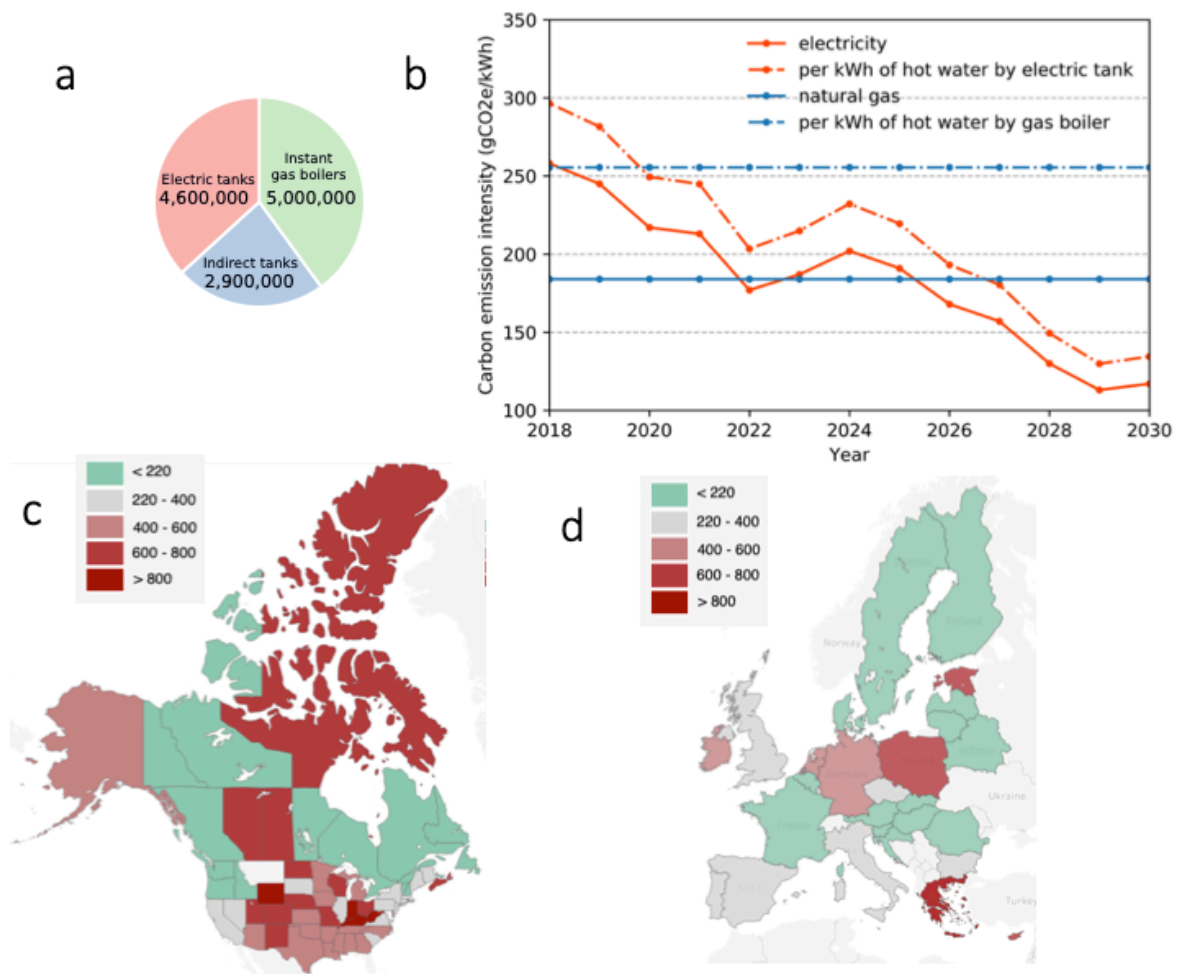 a
Electric tanks
4,600,000
Instant
gas boilers
5,000,000
Indirect tanks
2,900,000
b
Carbon emission intensity (gCO2e/kWh)
350
300
250
200
150
100
electricity
per kWh of hot water by electric tank
natural gas
per kWh of hot water by gas boiler
2018
2020
2022
2024
2026
2028
2030
Year
c
< 220
220 - 400
400 - 600
600 - 800
> 800
d
< 220
220 - 400
400 - 600
600 - 800
> 800
Norway
Finland
Germany
Ukraine
France
Turkey